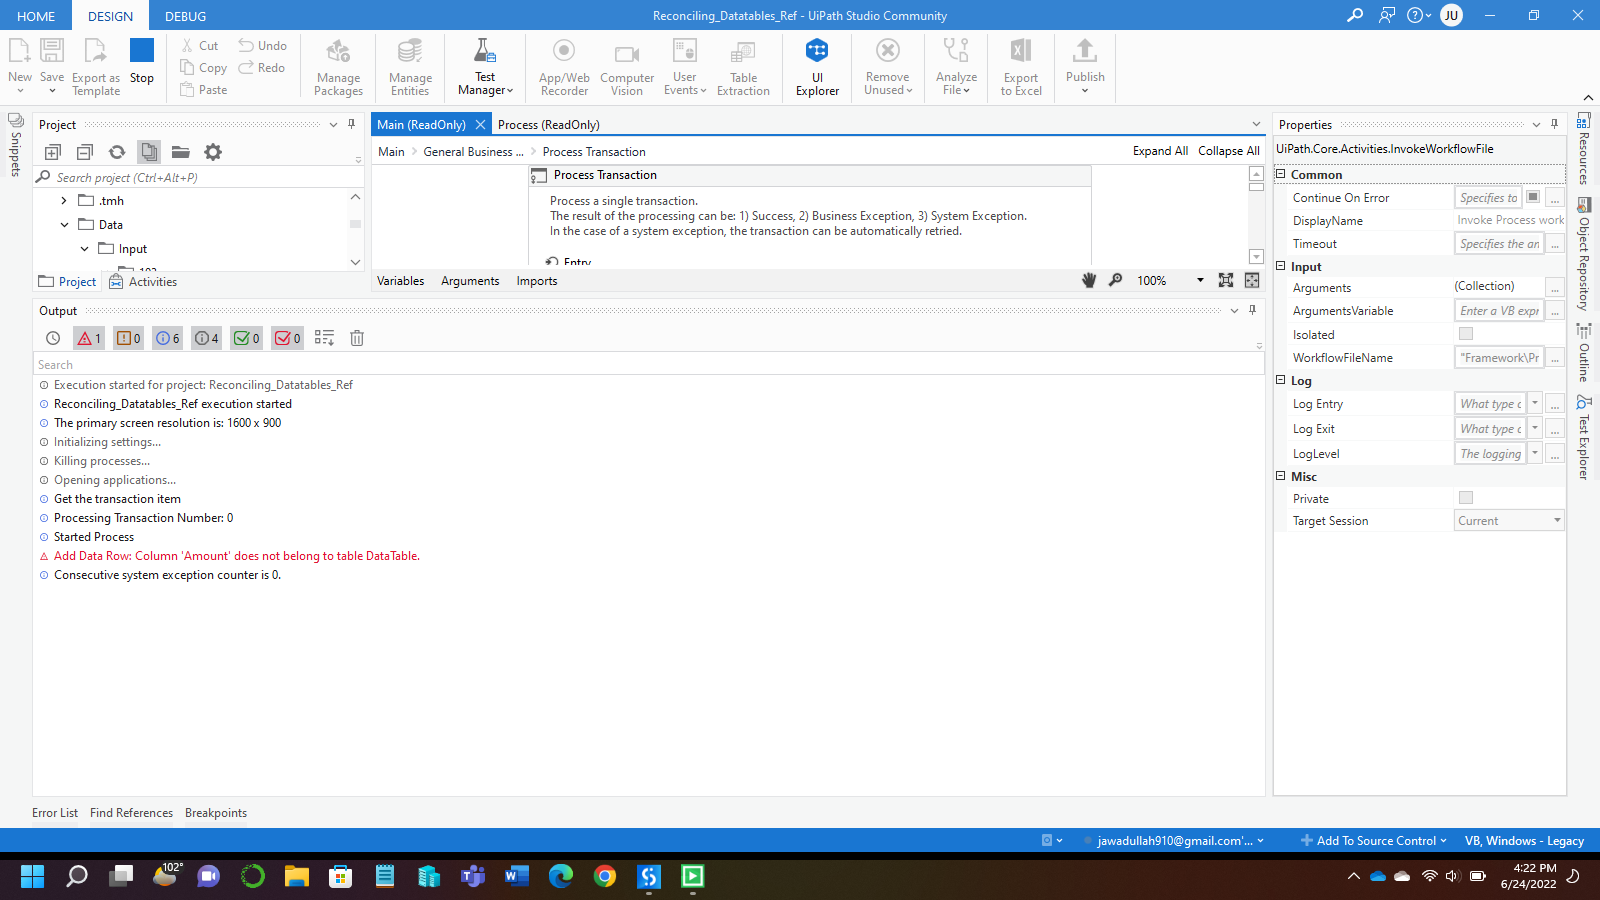 HOME DESIGN DEBUG
Reconciling_Datatables_Ref - UiPath Studio Community
JU
New Save Export as Template Stop
Cut Copy Paste Undo Redo
Manage Packages
Manage Entities
Test Manager
App/Web Recorder
Computer Vision
User Events
Table Extraction
UI Explorer
Remove Unused
Analyze File
Export to Excel
Publish
Snippets
Project
Search project (Ctrl+Alt+P)
.tmh
Data
Input
Project Activities
Main (ReadOnly) Process (ReadOnly)
Main General Business ... Process Transaction Expand All Collapse All
Process Transaction
Process a single transaction.
The result of the processing can be: 1) Success, 2) Business Exception, 3) System Exception.
In the case of a system exception, the transaction can be automatically retried.
Entry
Variables Arguments Imports 100%
Output
1 0 6 4 0 0
Search
Execution started for project: Reconciling_Datatables_Ref
Reconciling_Datatables_Ref execution started
The primary screen resolution is: 1600 x 900
Initializing settings...
Killing processes...
Opening applications...
Get the transaction item
Processing Transaction Number: 0
Started Process
Add Data Row: Column 'Amount' does not belong to table DataTable.
Consecutive system exception counter is 0.
Error List Find References Breakpoints
Properties
UiPath.Core.Activities.InvokeWorkflowFile
Common
Continue On Error Specifies to ...
DisplayName Invoke Process work
Timeout Specifies the an ...
Input
Arguments (Collection) ...
ArgumentsVariable Enter a VB expr ...
Isolated
WorkflowFileName "Framework\Pr ...
Log
Log Entry What type c ...
Log Exit What type c ...
LogLevel The logging ...
Misc
Private
Target Session Current
Resources
Object Repository
Outline
Test Explorer
jawadullah910@gmail.com'... Add To Source Control VB, Windows - Legacy
102°
4:22 PM
6/24/2022